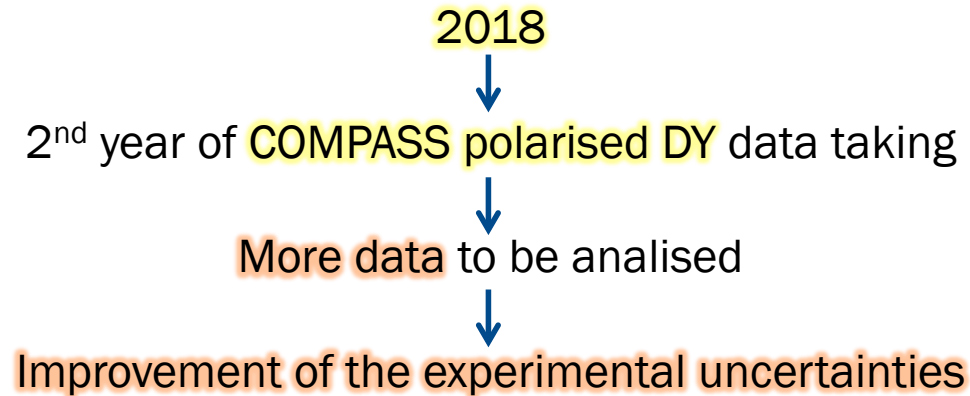 2018
2nd year of COMPASS polarised DY data taking
More data to be analised
Improvement of the experimental uncertainties